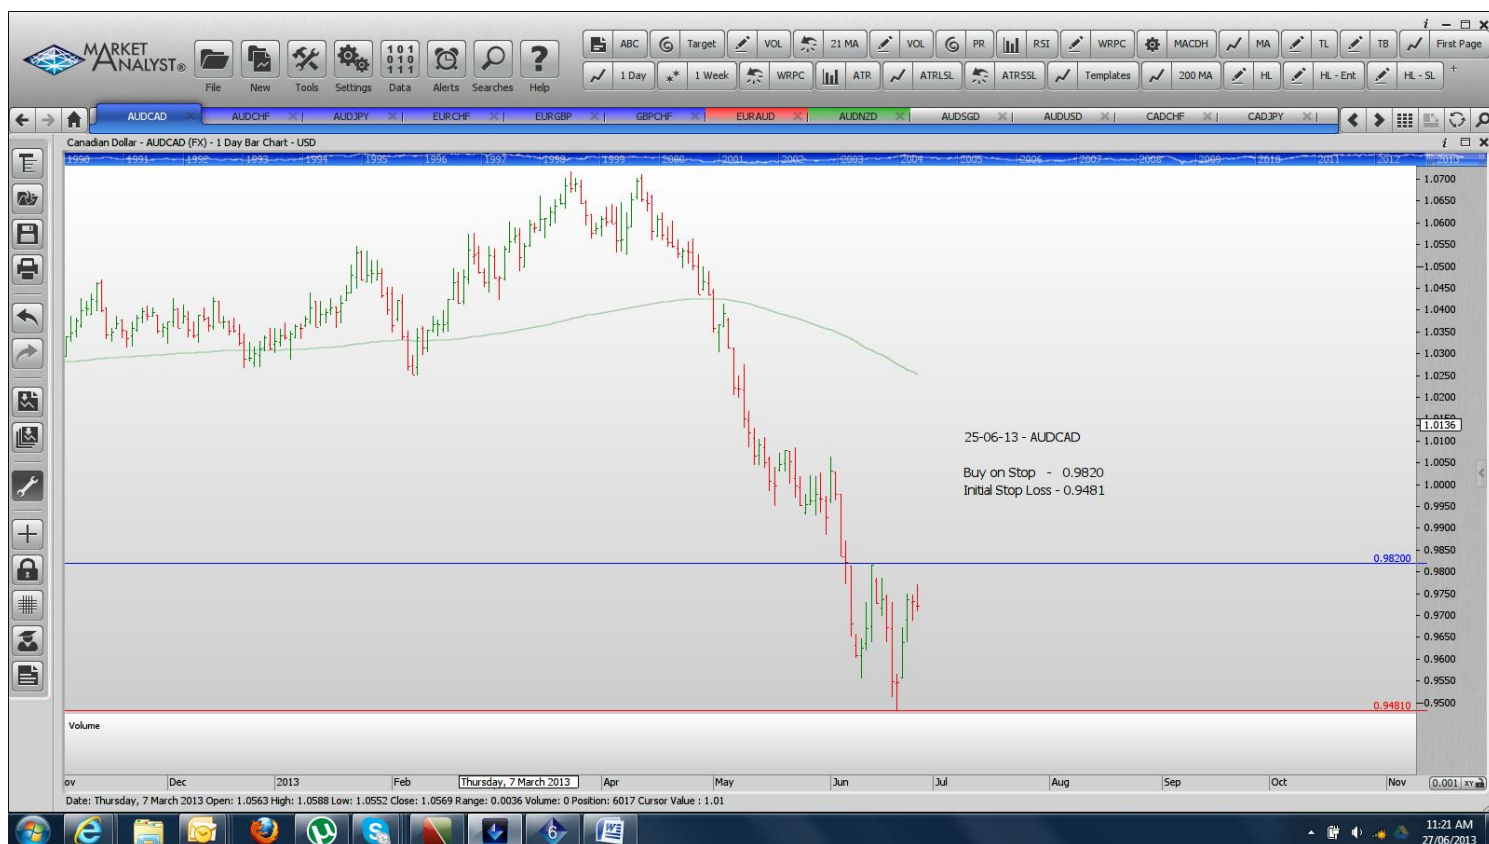 i
MARKET
ANALYST®
File New Tools Settings Data Alerts Searches Help
101
010
111
ABC Target VOL 21 MA VOL PR RSI WRPC MACDH MA TL TB First Page
1 Day 1 Week WRPC ATR ATRLSL ATRSSL Templates 200 MA HL HL - Ent HL - SL +
AUDCAD AUDCHF AUDJPY EURCHF EURGBP GBPCHF EURAUD AUDNZD AUDSGD AUDUSD CADCHF CADJPY
Canadian Dollar - AUDCAD (FX) - 1 Day Bar Chart - USD i
1990 1991 1992 1993 1994 1995 1996 1997 1998 1999 2000 2001 2002 2003 2004 2005 2006 2007 2008 2009 2010 2011 2012 2013
1.0700
1.0650
1.0600
1.0550
1.0500
1.0450
1.0400
1.0350
1.0300
1.0250
1.0200
1.0150
1.0136
1.0100
1.0050
1.0000
0.9950
0.9900
0.9850
0.9800
0.9750
0.9700
0.9650
0.9600
0.9550
0.9500
25-06-13 - AUDCAD
Buy on Stop - 0.9820
Initial Stop Loss - 0.9481
0.98200
0.94810
Volume
ov Dec 2013 Feb Thursday, 7 March 2013 Apr May Jun Jul Aug Sep Oct Nov 0.001 XY
Date: Thursday, 7 March 2013 Open: 1.0563 High: 1.0588 Low: 1.0552 Close: 1.0569 Range: 0.0036 Volume: 0 Position: 6017 Cursor Value : 1.01
6
11:21 AM
27/06/2013